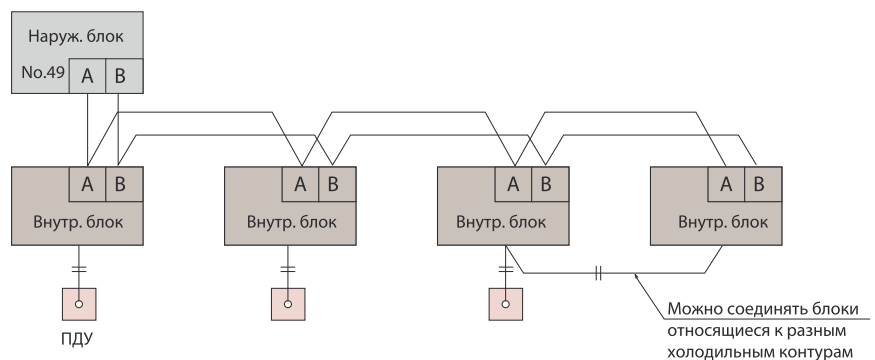 Наруж. блок
No.49 A B
A B
Внутр. блок
A B
Внутр. блок
A B
Внутр. блок
A B
Внутр. блок
ПДУ
Можно соединять блоки
относящиеся к разным
холодильным контурам